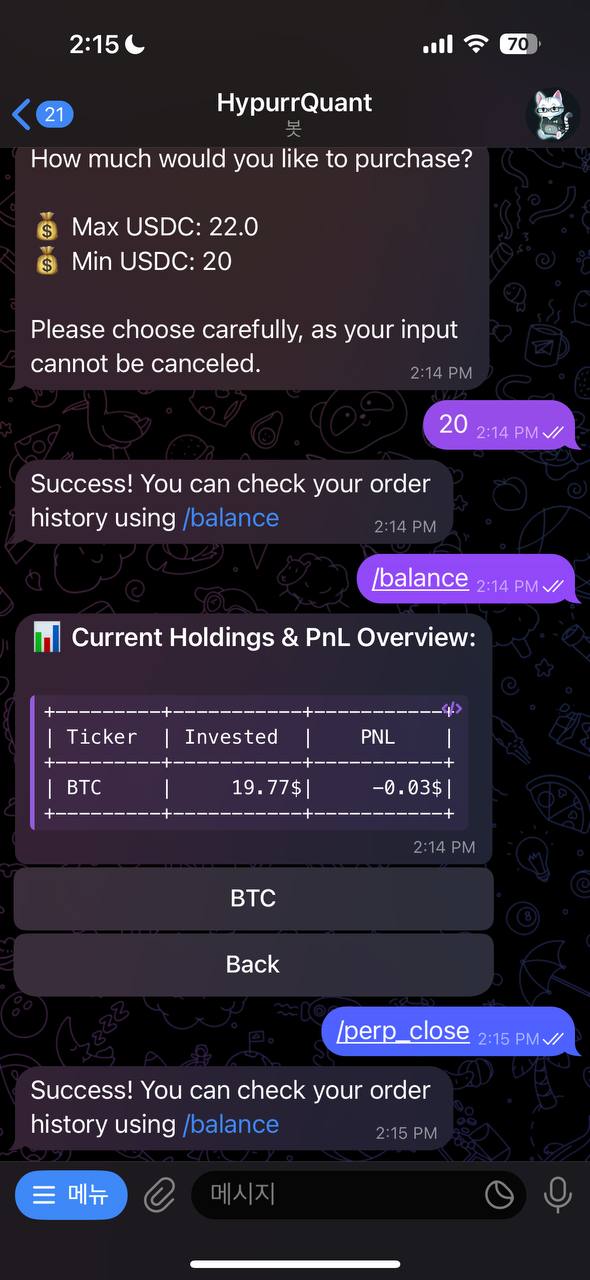 2:15
70
21
HypurrQuant
봇
How much would you like to purchase?
Max USDC: 22.0
Min USDC: 20
Please choose carefully, as your input
cannot be canceled.
2:14 PM
20 2:14 PM
Success! You can check your order
history using /balance
2:14 PM
/balance 2:14 PM
Current Holdings & PnL Overview:
+---------+-----------+-----------+
| Ticker | Invested | PNL |
+---------+-----------+-----------+
| BTC | 19.77$| -0.03$|
+---------+-----------+-----------+
2:14 PM
BTC
Back
/perp_close 2:15 PM
Success! You can check your order
history using /balance
2:15 PM
메뉴
메시지